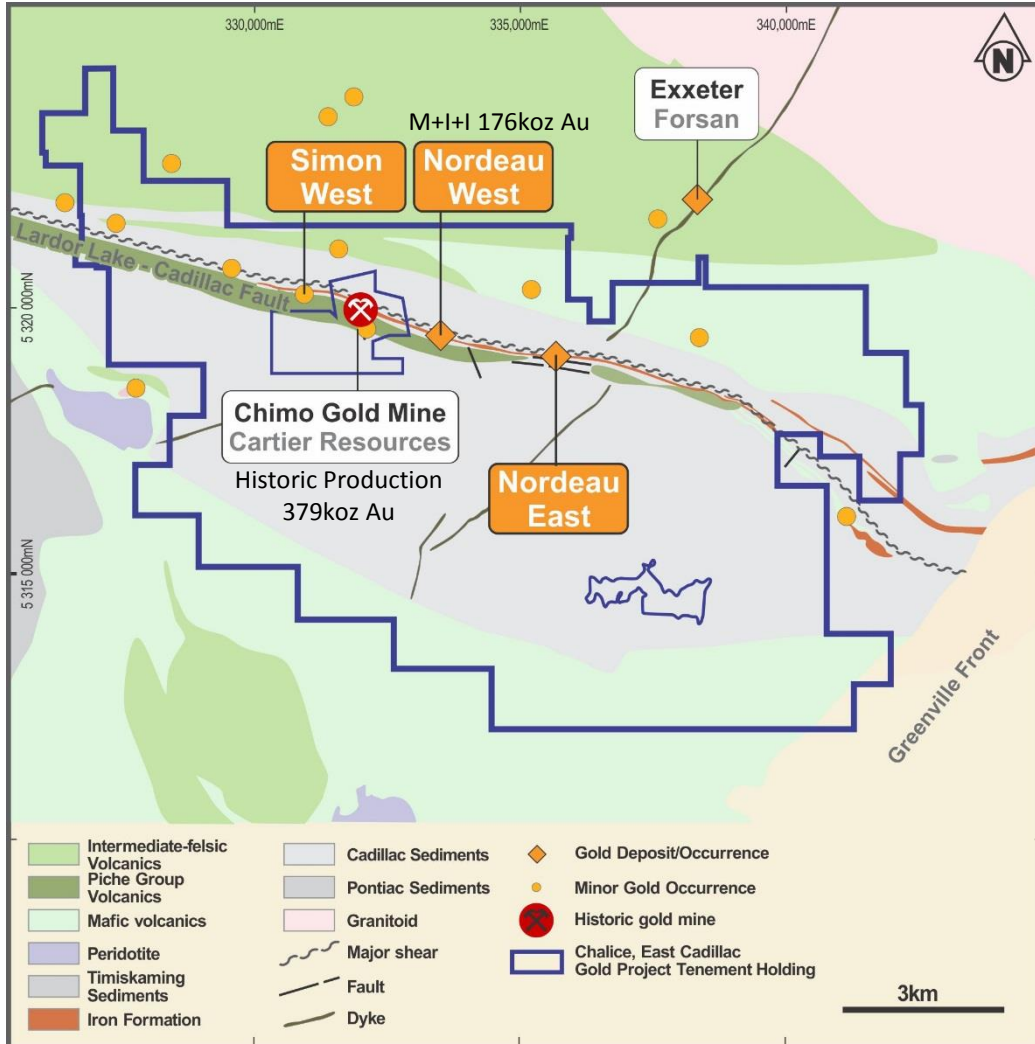 330,000mE
335,000mE
340,000mE
N
Exxeter
Forsan
M+I+I 176koz Au
Simon
West
Nordeau
West
Lardor Lake - Cadillac Fault
5 320 000mN
Chimo Gold Mine
Cartier Resources
Historic Production
379koz Au
Nordeau
East
5 315 000mN
Greenville Front
Intermediate-felsic
Volcanics
Piche Group
Volcanics
Mafic volcanics
Peridotite
Timiskaming
Sediments
Iron Formation
Cadillac Sediments
Pontiac Sediments
Granitoid
Major shear
Fault
Dyke
Gold Deposit/Occurrence
Minor Gold Occurrence
Historic gold mine
Chalice, East Cadillac
Gold Project Tenement Holding
3km